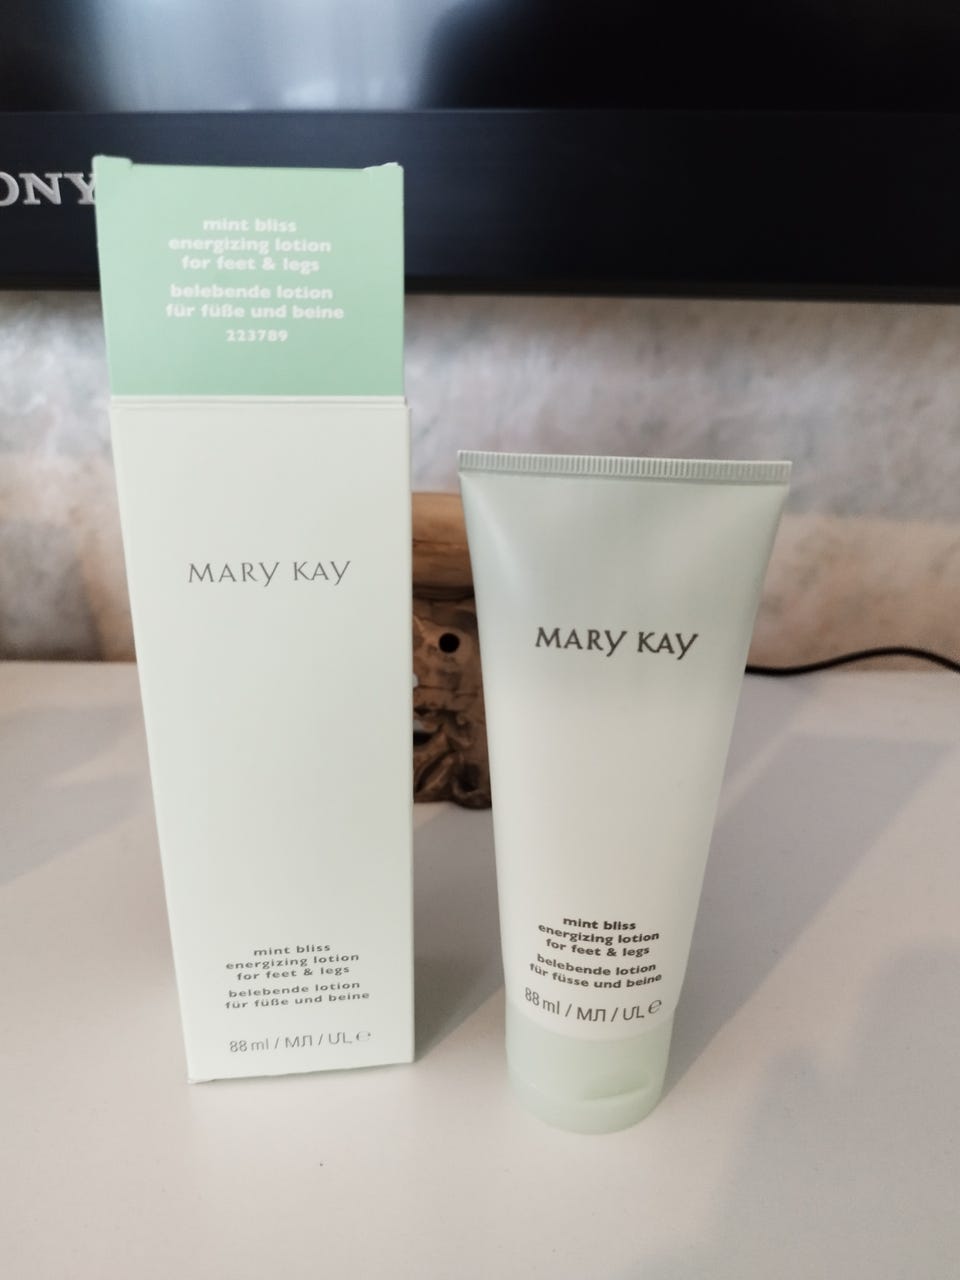 ONY
mint bliss
energizing lotion
for feet & legs
belebende lotion
für füße und beine
223789
MARY KAY
mint bliss
energizing lotion
for feet & legs
belebende lotion
für füße und beine
88 ml / МЛ / ՄԼ ℮
MARY KAY
mint bliss
energizing lotion
for feet & legs
belebende lotion
für füsse und beine
88 ml / МЛ / ՄԼ ℮